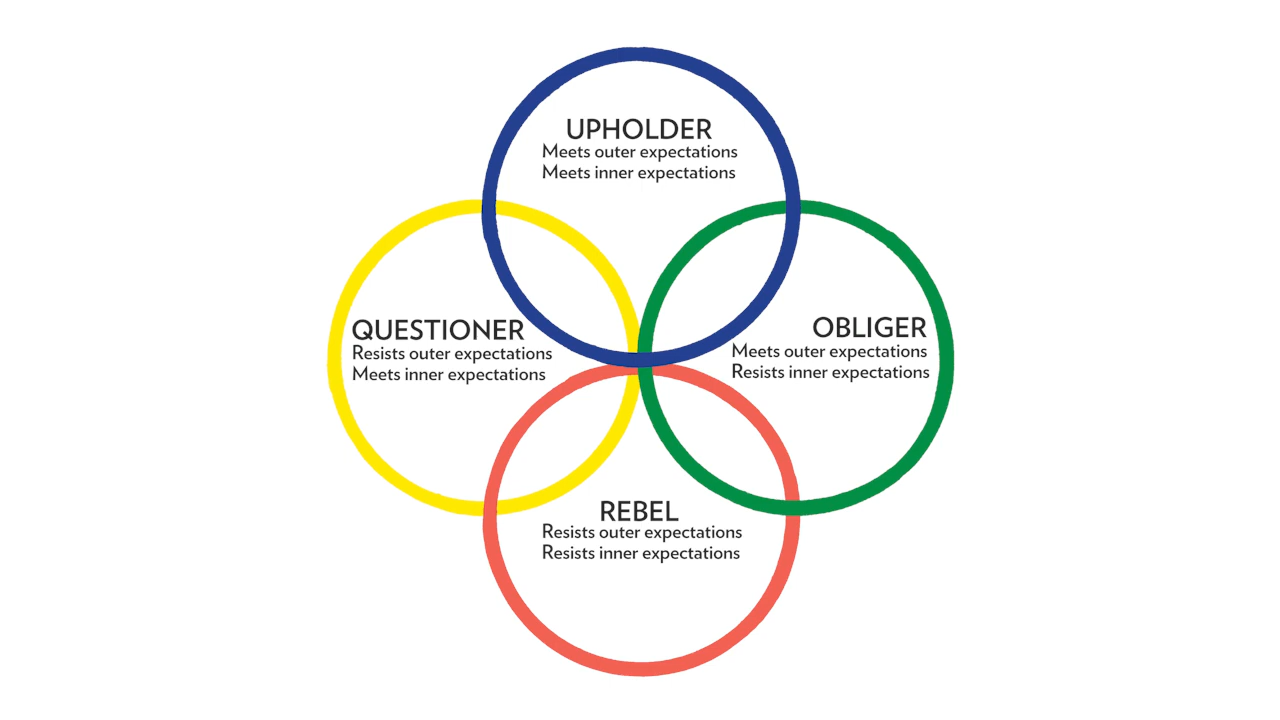 UPHOLDER
Meets outer expectations
Meets inner expectations
QUESTIONER
Resists outer expectations
Meets inner expectations
OBLIGER
Meets outer expectations
Resists inner expectations
REBEL
Resists outer expectations
Resists inner expectations